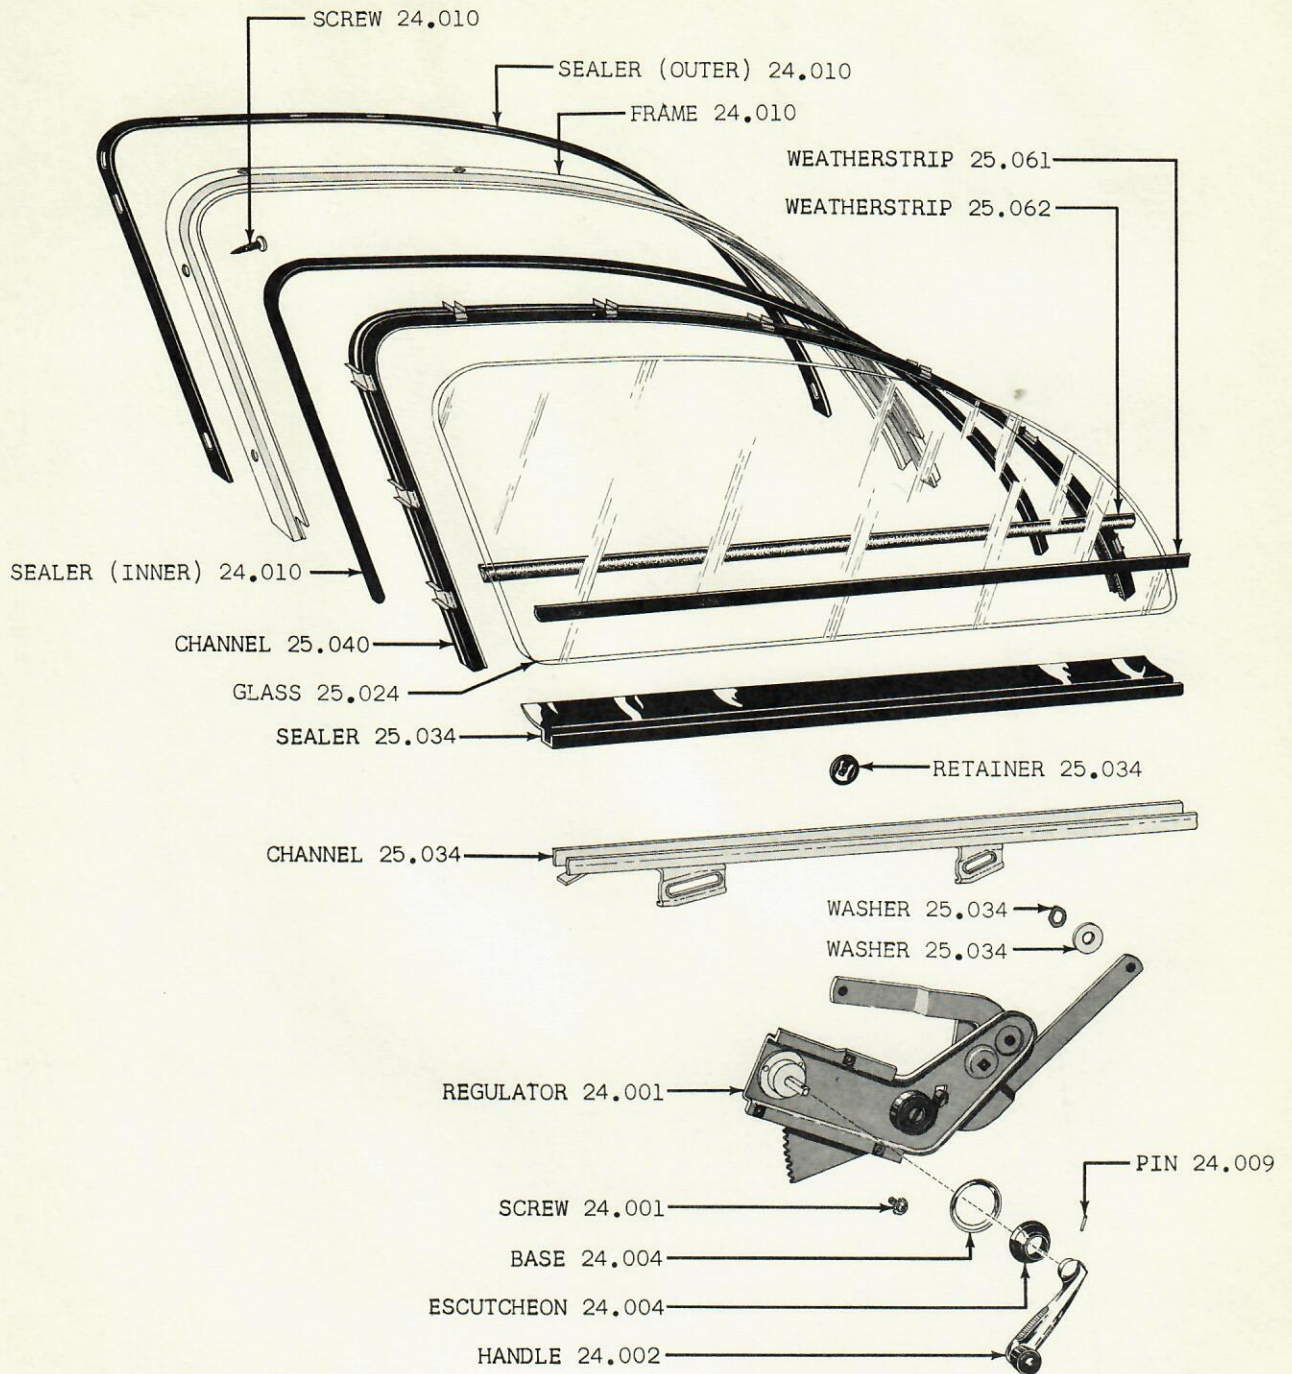 SCREW 24.010
SEALER (OUTER) 24.010
FRAME 24.010
WEATHERSTRIP 25.061
WEATHERSTRIP 25.062
SEALER (INNER) 24.010
CHANNEL 25.040
GLASS 25.024
SEALER 25.034
RETAINER 25.034
CHANNEL 25.034
WASHER 25.034
WASHER 25.034
REGULATOR 24.001
PIN 24.009
SCREW 24.001
BASE 24.004
ESCUTCHEON 24.004
HANDLE 24.002